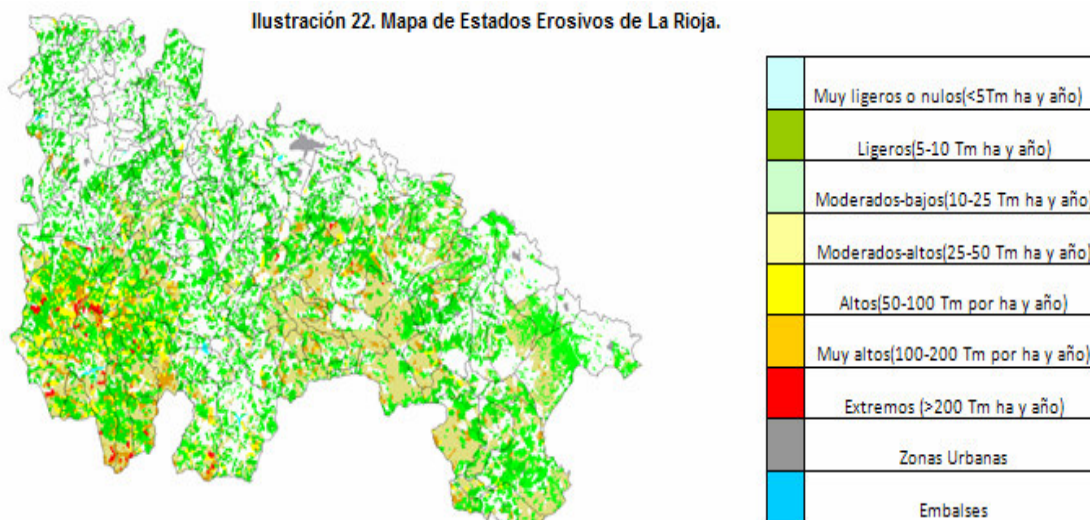 Ilustración 22. Mapa de Estados Erosivos de La Rioja.
Muy ligeros o nulos(<5Tm ha y año)
Ligeros(5-10 Tm ha y año)
Moderados-bajos(10-25 Tm ha y año)
Moderados-altos(25-50 Tm ha y año)
Altos(50-100 Tm por ha y año)
Muy altos(100-200 Tm por ha y año)
Extremos (>200 Tm ha y año)
Zonas Urbanas
Embalses